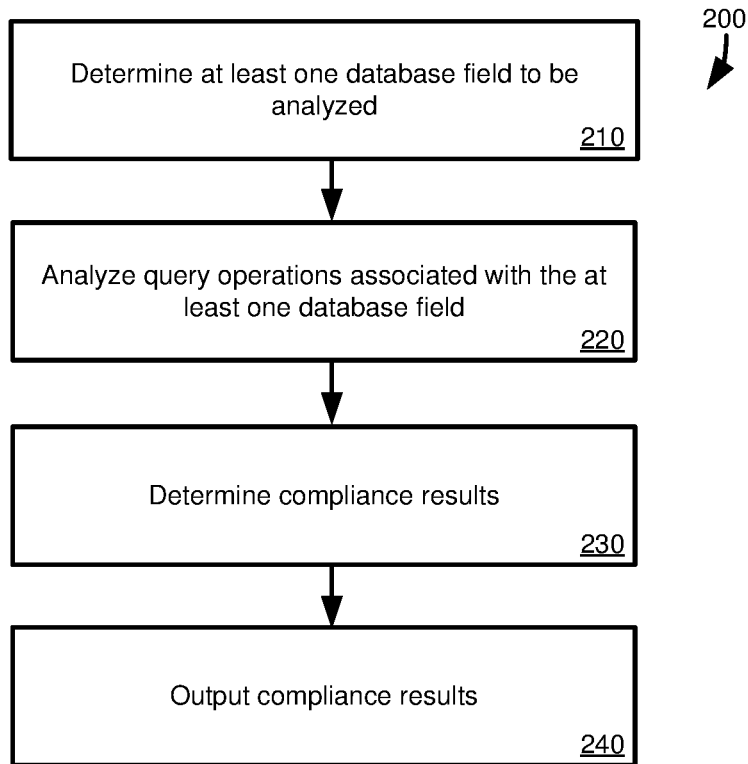 200
Determine at least one database field to be
analyzed
210
Analyze query operations associated with the at
least one database field
220
Determine compliance results
230
Output compliance results
240